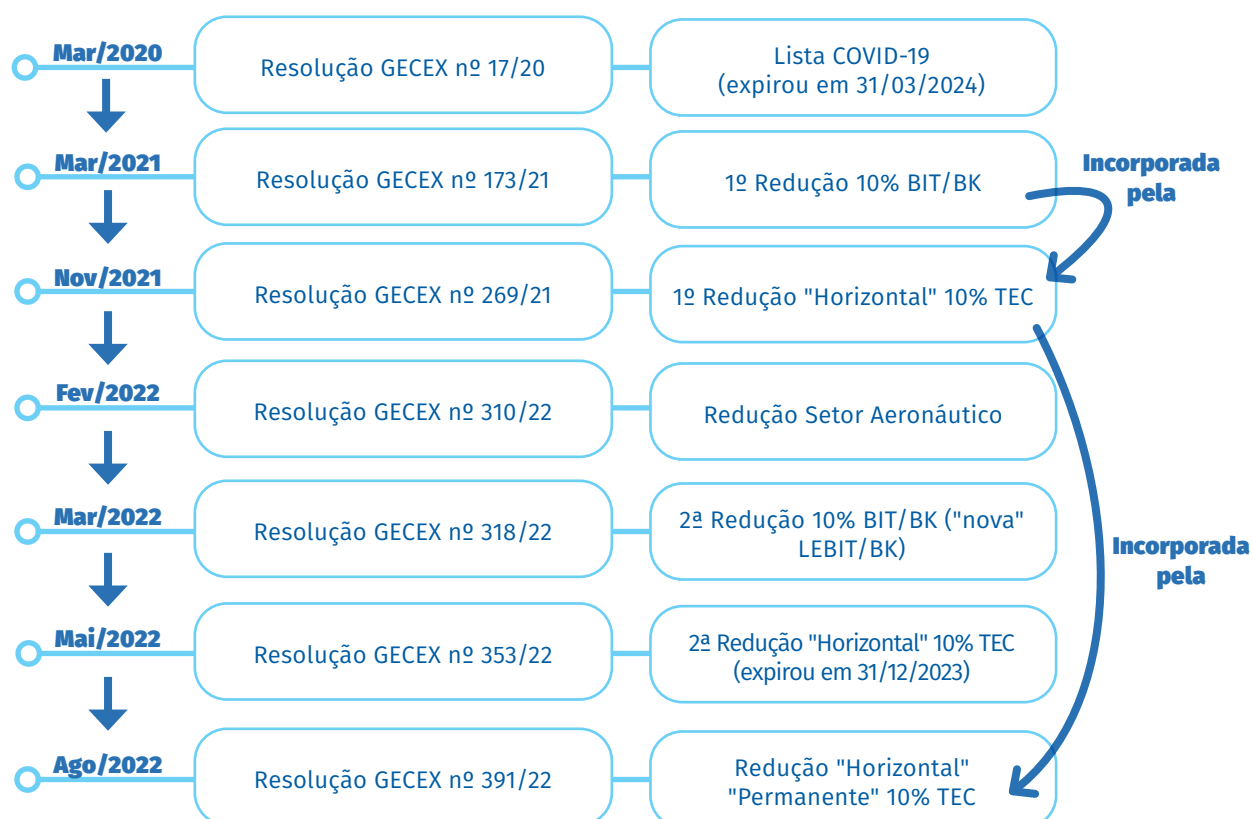 Mar/2020
Resolução GECEX nº 17/20
Lista COVID-19
(expirou em 31/03/2024)
Mar/2021
Resolução GECEX nº 173/21
1º Redução 10% BIT/BK
Incorporada
pela
Nov/2021
Resolução GECEX nº 269/21
1º Redução "Horizontal" 10% TEC
Fev/2022
Resolução GECEX nº 310/22
Redução Setor Aeronáutico
Mar/2022
Resolução GECEX nº 318/22
2ª Redução 10% BIT/BK ("nova"
LEBIT/BK)
Incorporada
pela
Mai/2022
Resolução GECEX nº 353/22
2ª Redução "Horizontal" 10% TEC
(expirou em 31/12/2023)
Ago/2022
Resolução GECEX nº 391/22
Redução "Horizontal"
"Permanente" 10% TEC